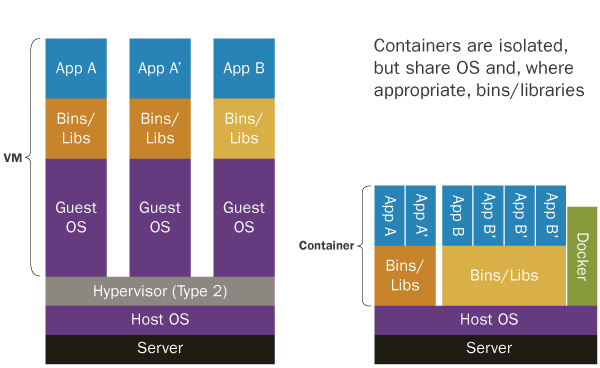 App A
App A′
App B
Bins/
Libs
Bins/
Libs
Bins/
Libs
VM
Guest
OS
Guest
OS
Guest
OS
Hypervisor (Type 2)
Host OS
Server
Containers are isolated,
but share OS and, where
appropriate, bins/libraries
Container
App A
App A′
App B
App B′
App B′
App B′
Docker
Bins/
Libs
Bins/Libs
Host OS
Server